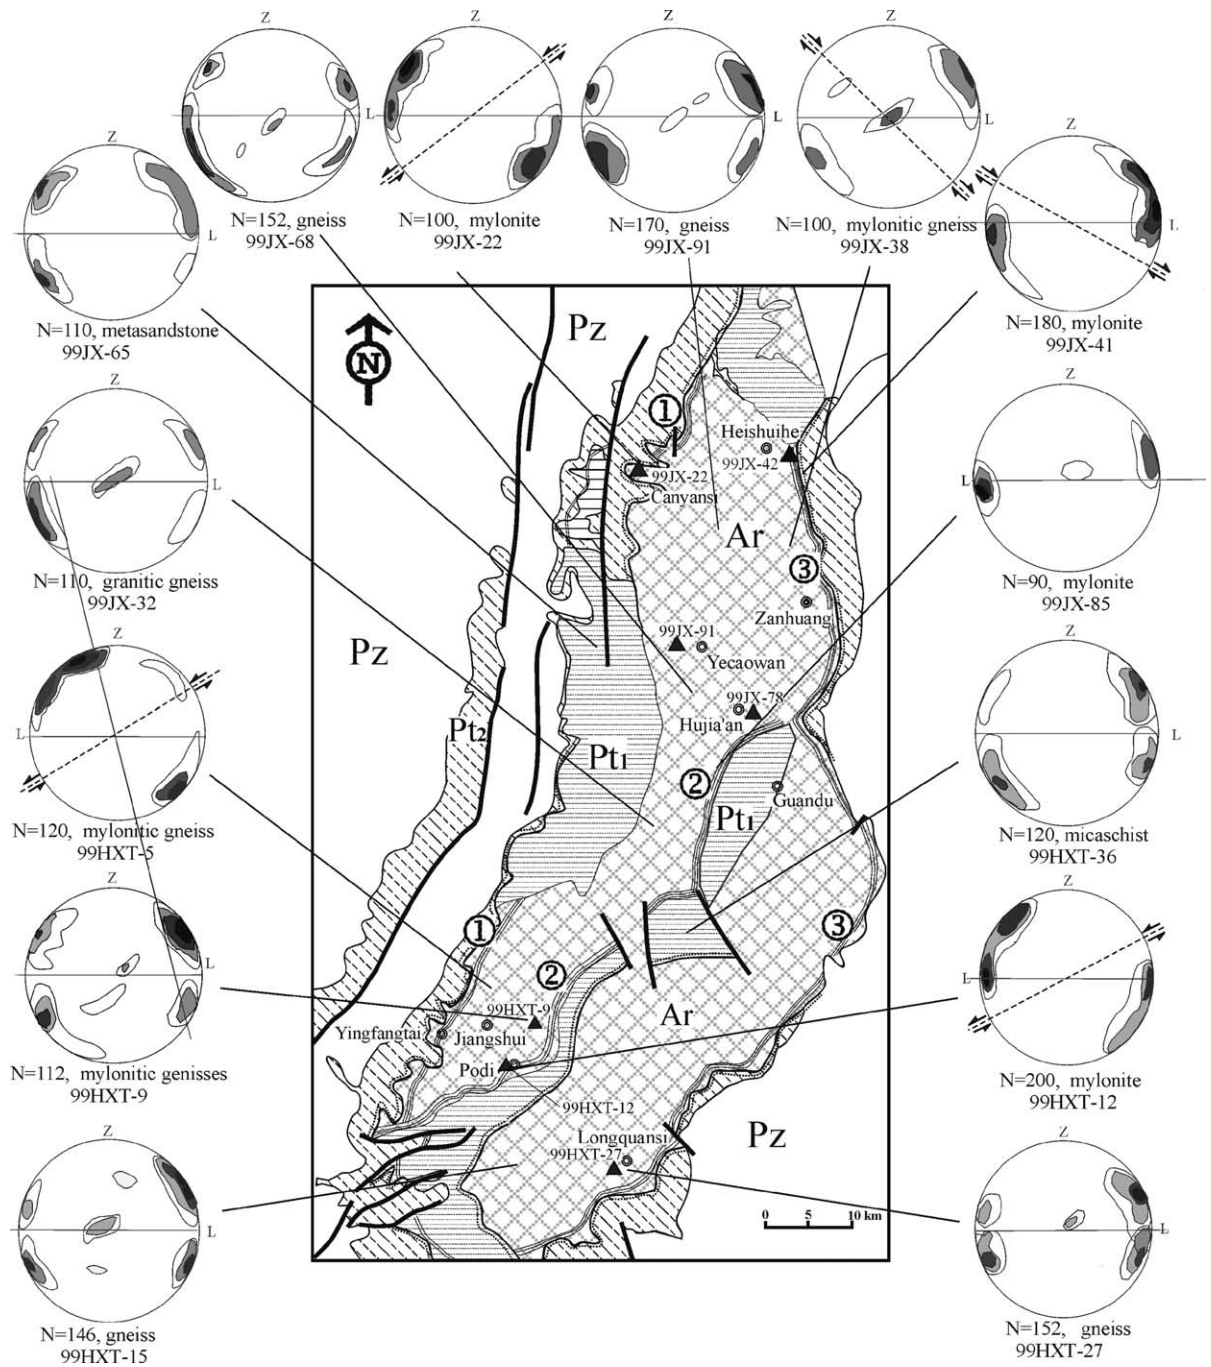 Z
L
N=110, metasandstone
99JX-65
Z
L
N=152, gneiss
99JX-68
Z
L
N=100, mylonite
99JX-22
Z
L
N=170, gneiss
99JX-91
Z
L
N=100, mylonitic gneiss
99JX-38
Z
L
N=180, mylonite
99JX-41
Z
L
N=110, granitic gneiss
99JX-32
Z
L
N=120, mylonitic gneiss
99HXT-5
Z
L
N=112, mylonitic genisses
99HXT-9
Z
L
N=146, gneiss
99HXT-15
Z
L
N=90, mylonite
99JX-85
Z
L
N=120, micaschist
99HXT-36
Z
L
N=200, mylonite
99HXT-12
Z
L
N=152, gneiss
99HXT-27
N
Pz
①
Heishuihe
99JX-42
99JX-22
Canyansi
Ar
③
Zanhuang
Pz
99JX-91
Yecaowan
99JX-78
Hujia'an
Pt2
Pt1
②
Guandu
Pt1
①
②
③
Ar
99HXT-9
Yingfangtai
Jiangshui
Podi
99HXT-12
Longquansi
99HXT-27
Pz
0 5 10 km